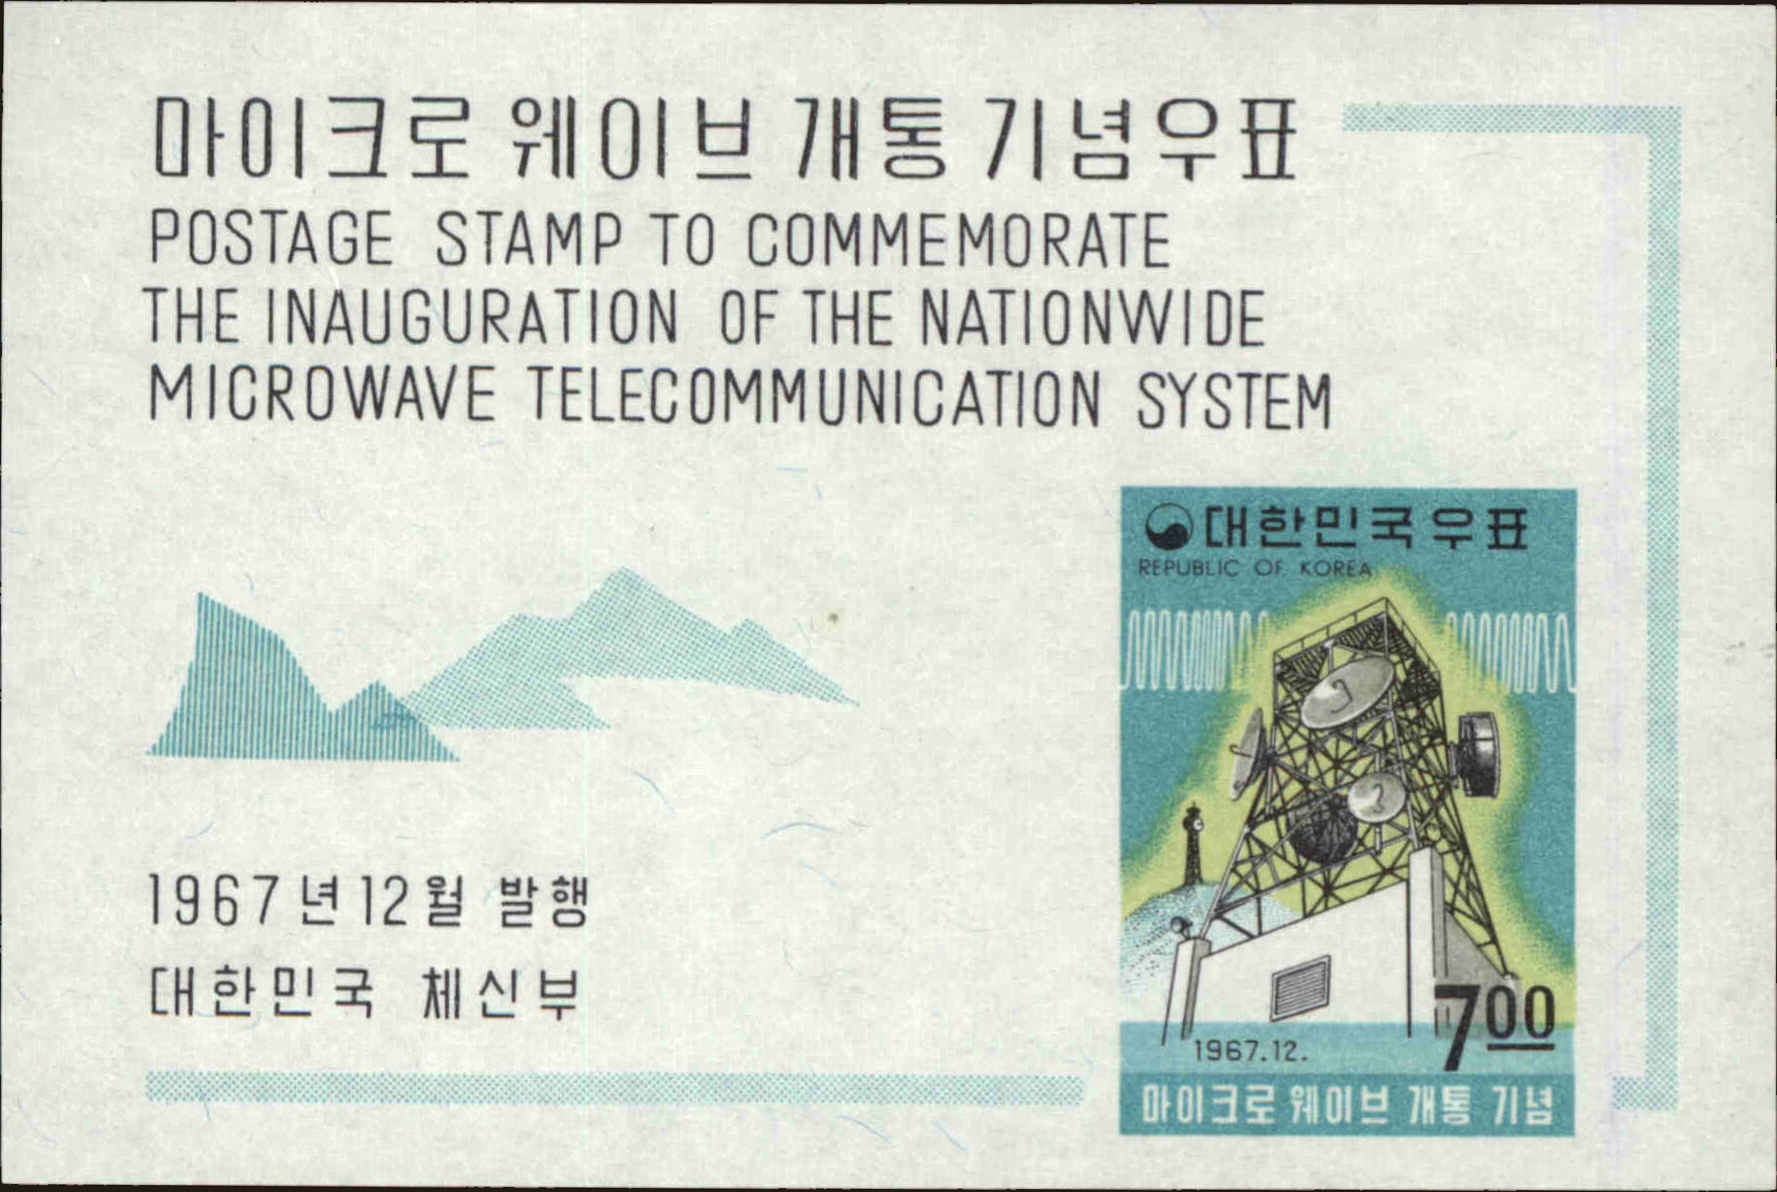 마이크로 웨이브 개통 기념우표
POSTAGE STAMP TO COMMEMORATE
THE INAUGURATION OF THE NATIONWIDE
MICROWAVE TELECOMMUNICATION SYSTEM
대한민국우표
REPUBLIC OF KOREA
1967년 12월 발행
대한민국 체신부
700
1967.12.
마이크로 웨이브 개통 기념